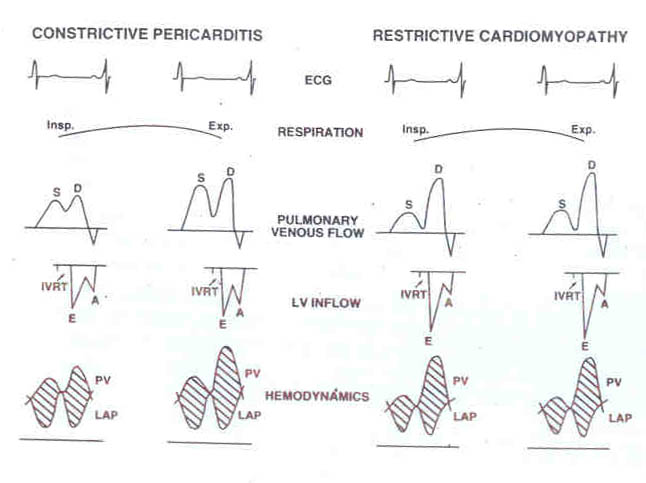 CONSTRICTIVE PERICARDITIS
RESTRICTIVE CARDIOMYOPATHY
ECG
Insp.
Exp.
RESPIRATION
Insp.
Exp.
S
D
S
D
PULMONARY
VENOUS FLOW
S
D
S
D
IVRT
E
A
IVRT
E
A
LV INFLOW
IVRT
E
A
IVRT
E
A
PV
LAP
PV
LAP
HEMODYNAMICS
PV
LAP
PV
LAP